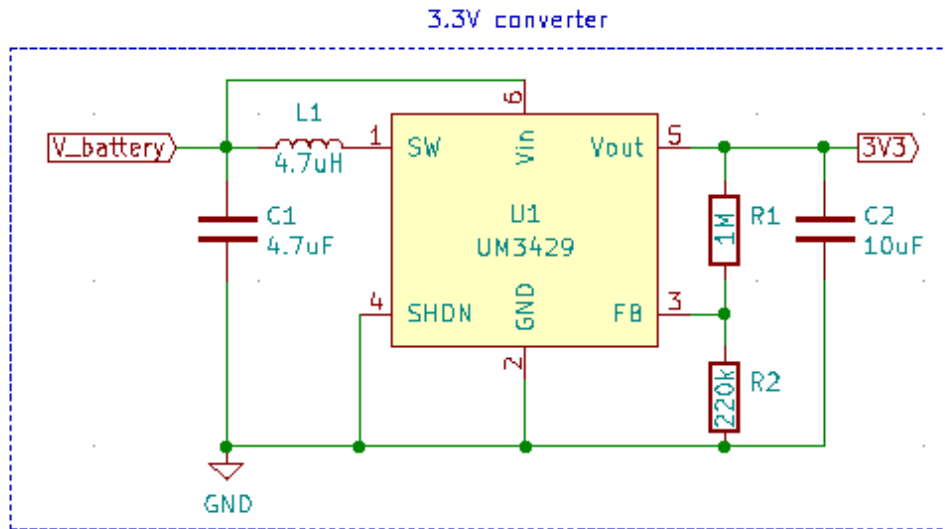 3.3V converter
V_battery
L1
4.7uH
C1
4.7uF
1
SW
6
Vin
Vout
5
U1
UM3429
4
SHDN
GND
2
FB
3
R1
1M
R2
220k
C2
10uF
3V3
GND